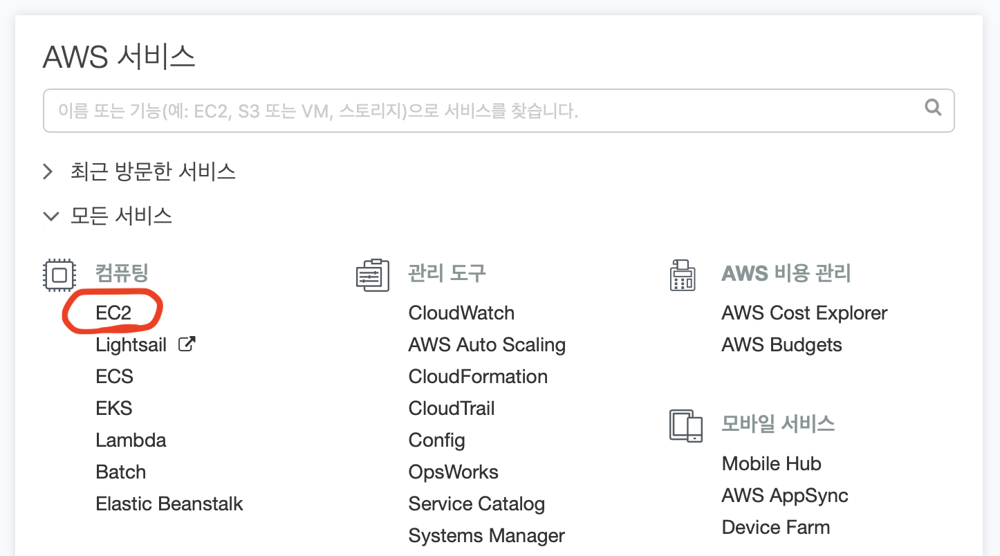 AWS 서비스
이름 또는 기능(예: EC2, S3 또는 VM, 스토리지)으로 서비스를 찾습니다.
최근 방문한 서비스
모든 서비스
컴퓨팅
EC2
Lightsail
ECS
EKS
Lambda
Batch
Elastic Beanstalk
관리 도구
CloudWatch
AWS Auto Scaling
CloudFormation
CloudTrail
Config
OpsWorks
Service Catalog
Systems Manager
AWS 비용 관리
AWS Cost Explorer
AWS Budgets
모바일 서비스
Mobile Hub
AWS AppSync
Device Farm